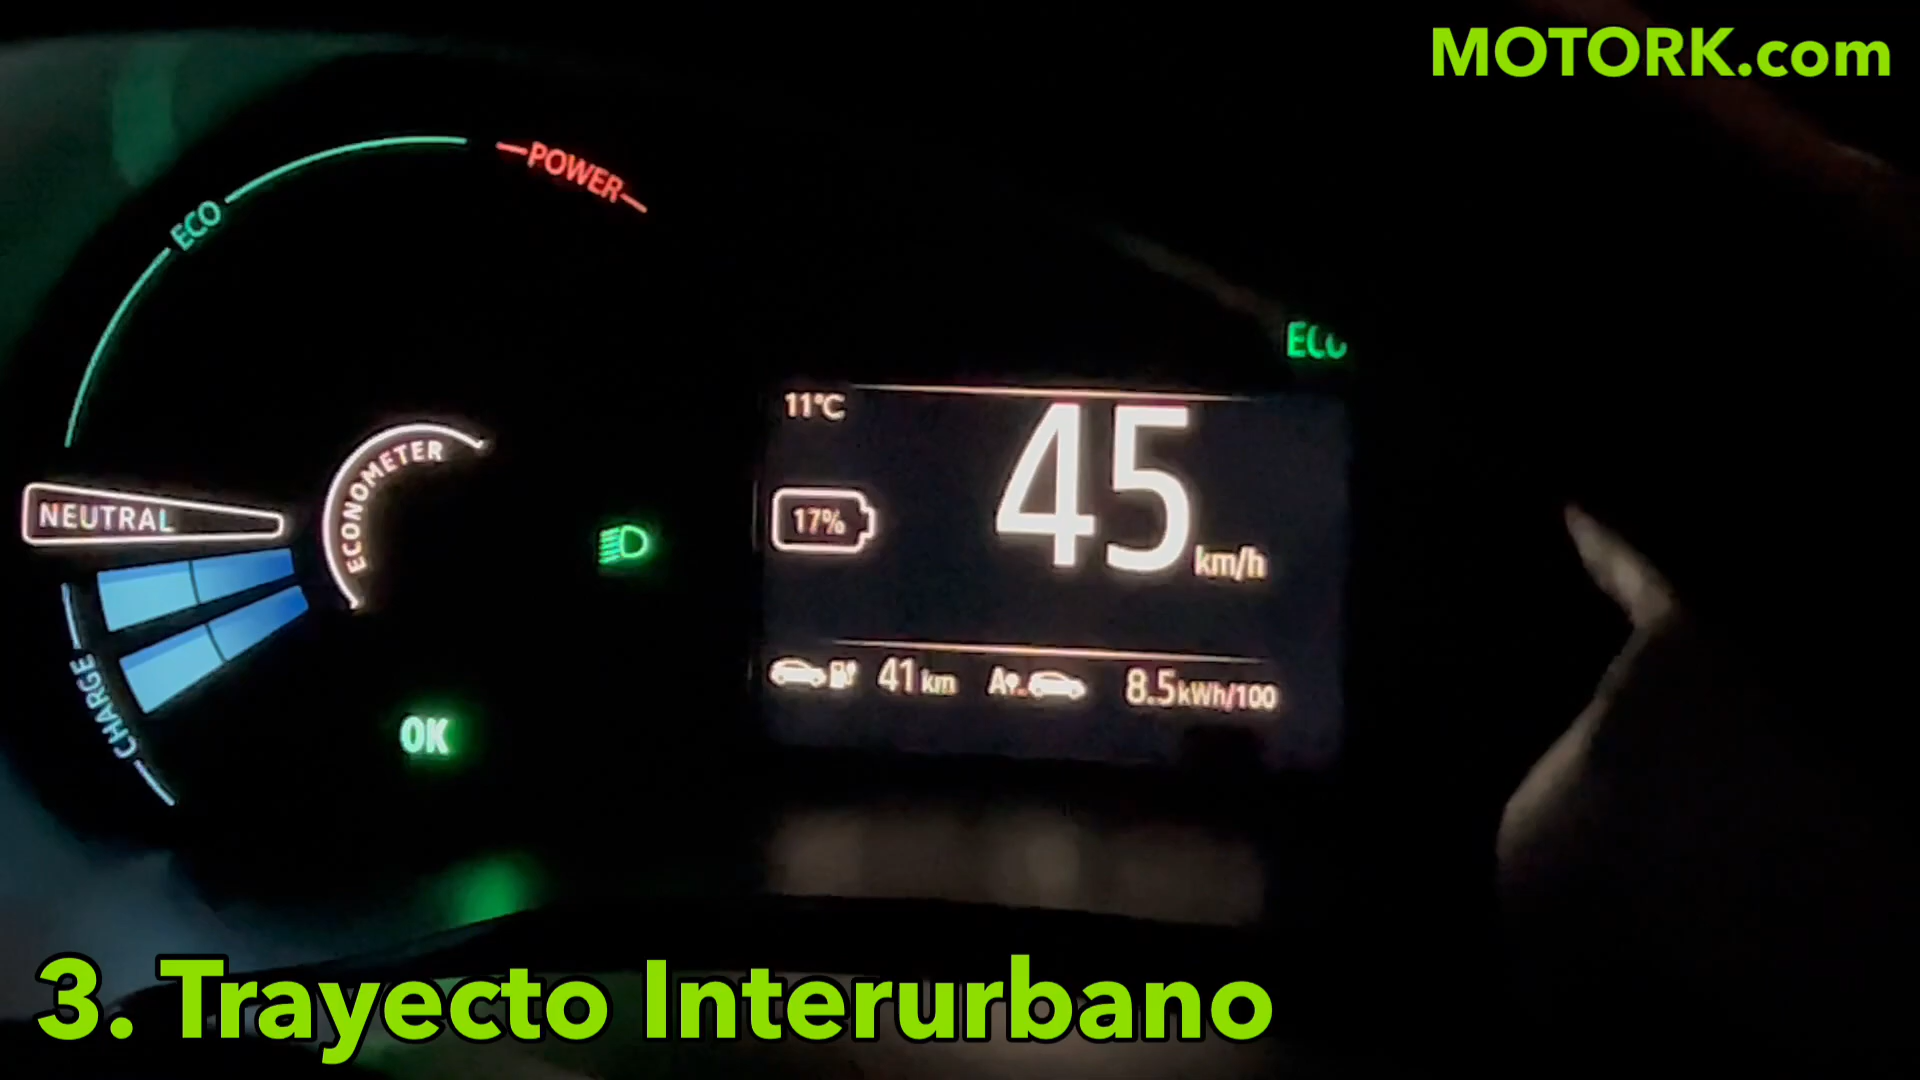 MOTORK.com
POWER
ECO
ECO
11°C
45 km/h
ECONOMETER
NEUTRAL
17%
41 km
8.5 kWh/100
CHARGE
OK
3. Trayecto Interurbano